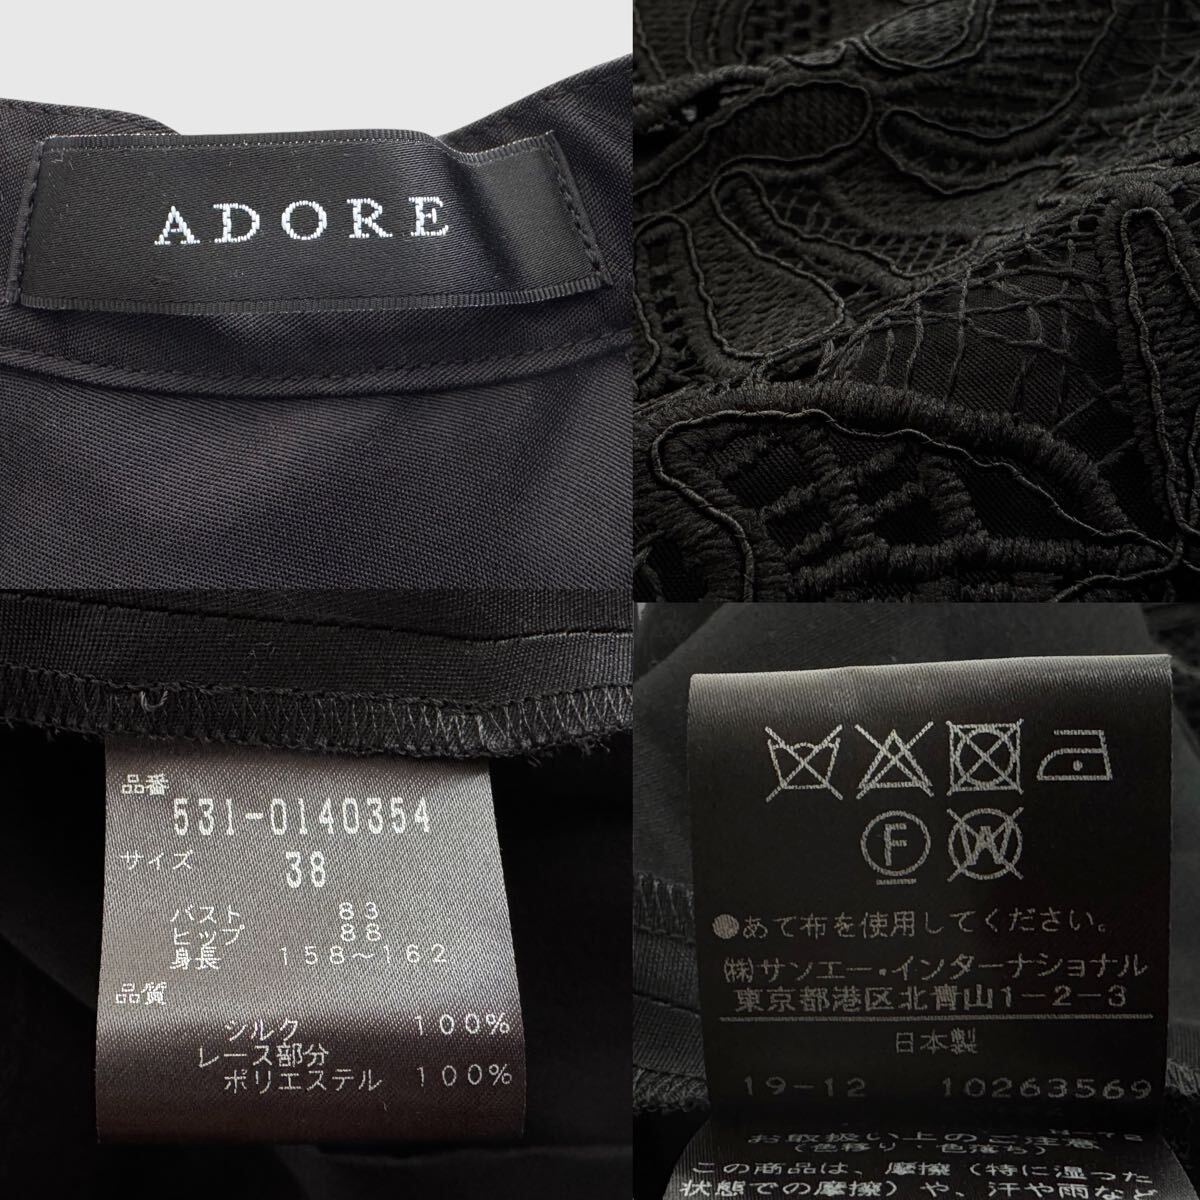 ADORE
品番
531-0140354
サイズ
38
バスト 83
ヒップ 88
身長 158〜162
品質
シルク 100%
レース部分
ポリエステル 100%
F
W
●あて布を使用してください。
㈱サンエー・インターナショナル
東京都港区北青山1-2-3
日本製
19-12 10263569
お取扱い上のご注意
(色移り・色落ち)
この商品は、摩擦(特に湿った
状態での摩擦)や、汗や雨など